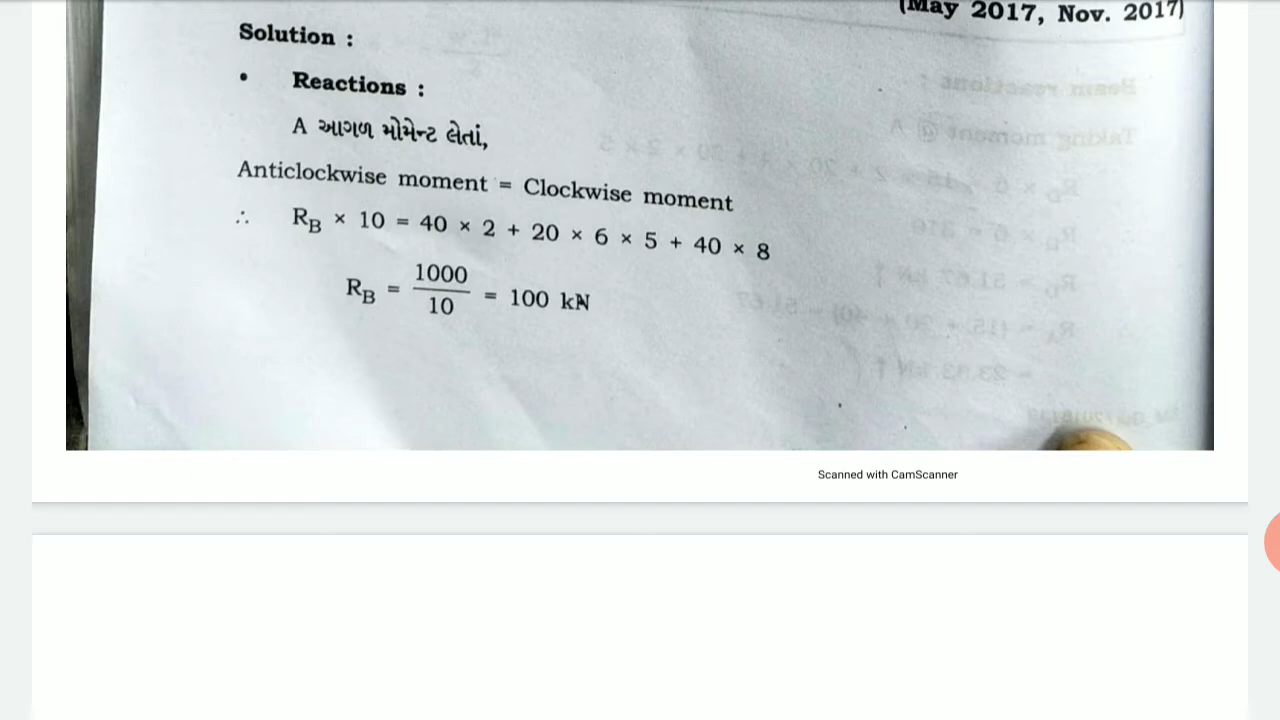 (May 2017, Nov. 2017)
Solution :
• Reactions :
A આગળ મોમેન્ટ લેતાં,
Anticlockwise moment = Clockwise moment
∴ R_B × 10 = 40 × 2 + 20 × 6 × 5 + 40 × 8
R_B = 1000/10 = 100 kN
Scanned with CamScanner